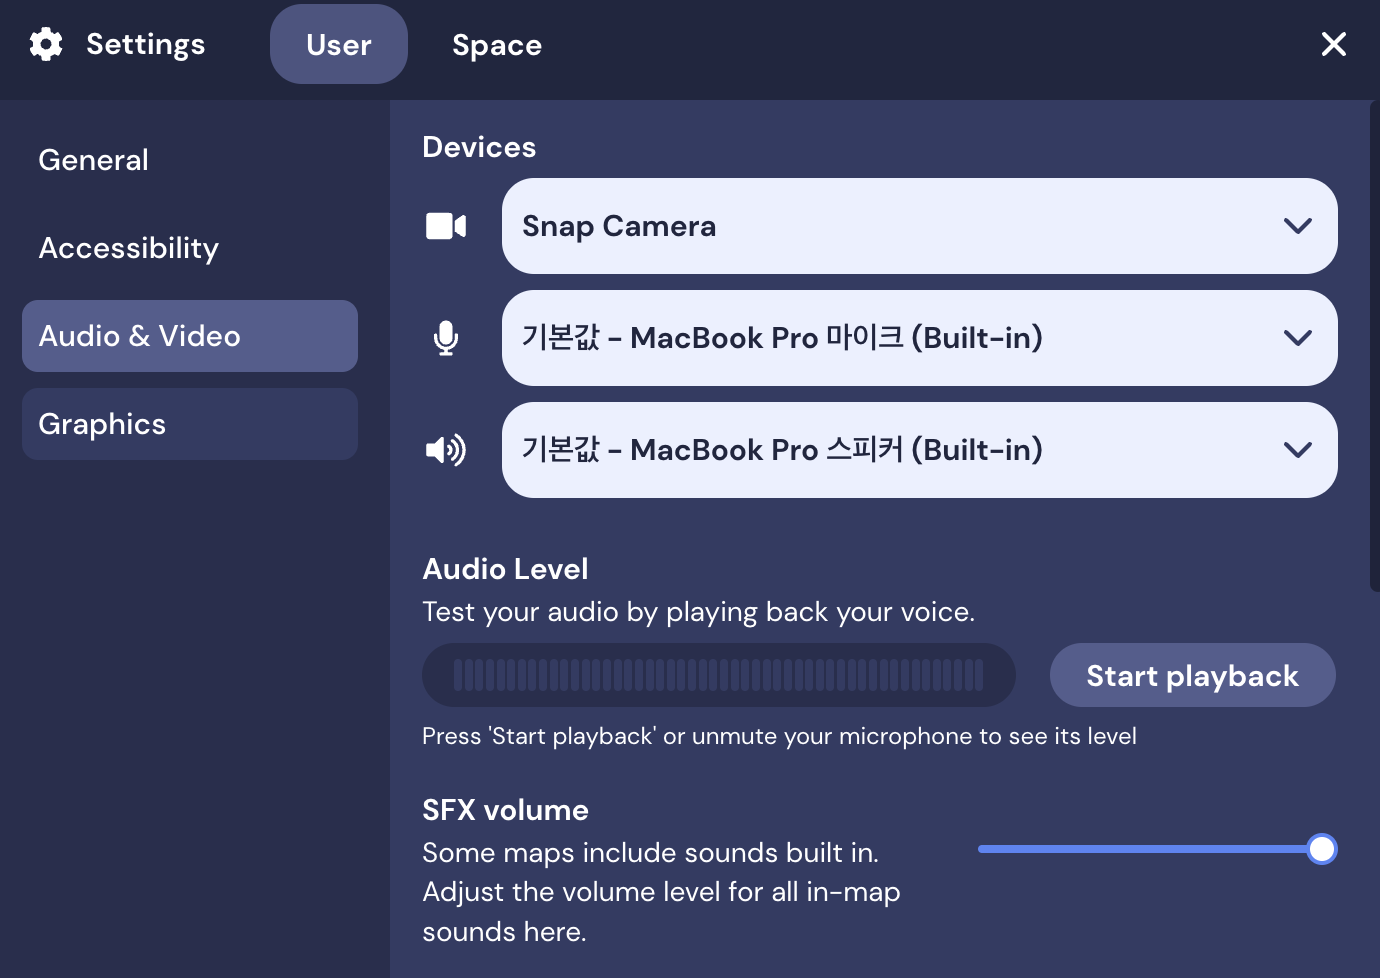 Settings
User
Space
General
Accessibility
Audio & Video
Graphics
Devices
Snap Camera
기본값 - MacBook Pro 마이크 (Built-in)
기본값 - MacBook Pro 스피커 (Built-in)
Audio Level
Test your audio by playing back your voice.
Start playback
Press 'Start playback' or unmute your microphone to see its level
SFX volume
Some maps include sounds built in.
Adjust the volume level for all in-map
sounds here.